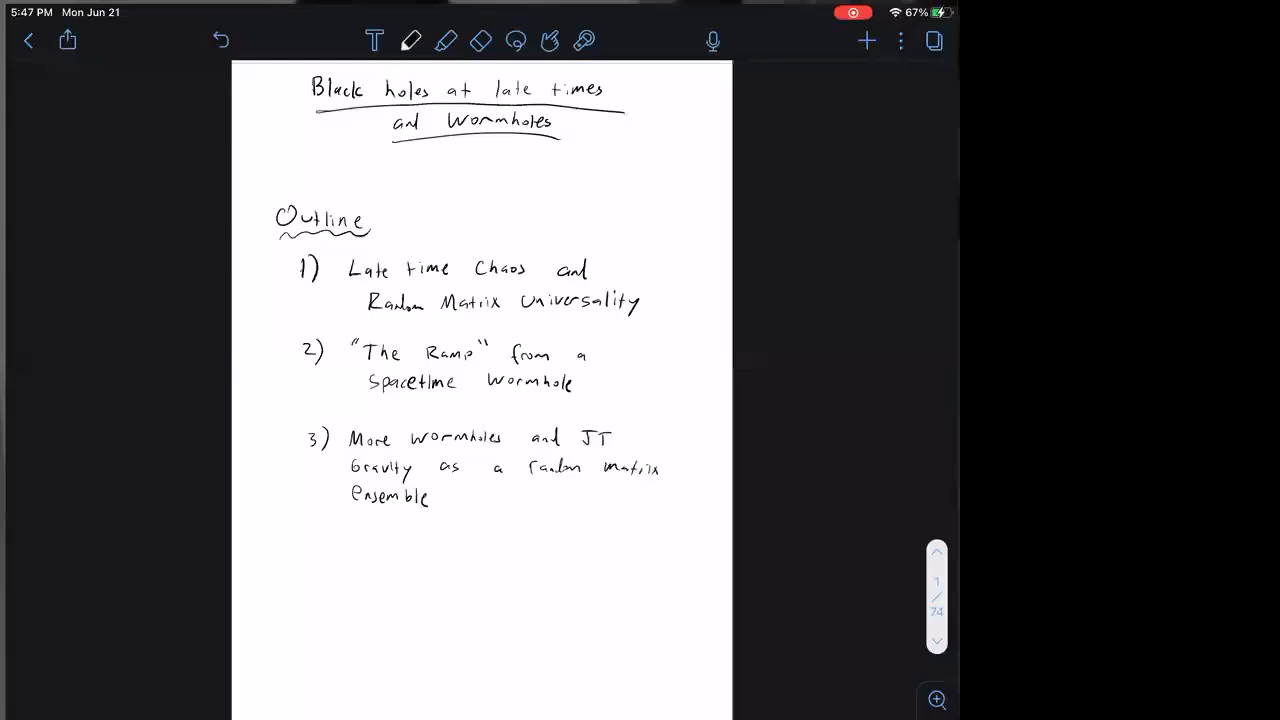 5:47 PM Mon Jun 21
67%
Black holes at late times
and Wormholes
Outline
1) Late time Chaos and
Random Matrix Universality
2) "The Ramp" from a
spacetime wormhole
3) More wormholes and JT
Gravity as a random matrix
ensemble
1
/
74